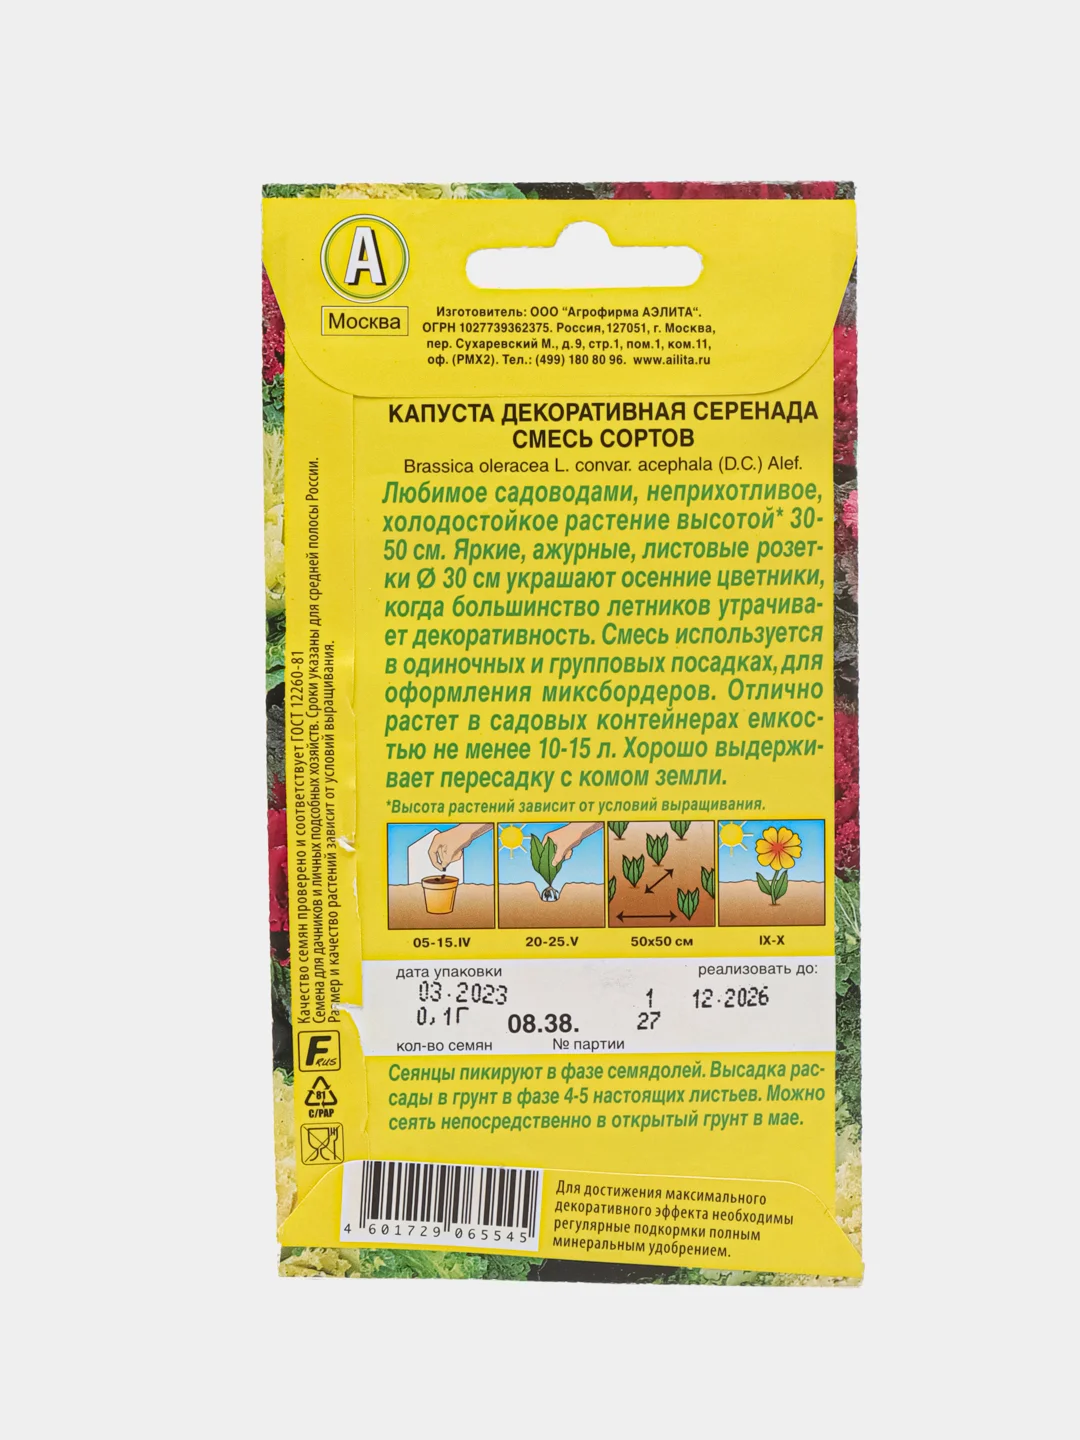 А
Москва
Изготовитель: ООО "Агрофирма АЭЛИТА".
ОГРН 1027739362375. Россия, 127051, г. Москва,
пер. Сухаревский М., д.9, стр.1, пом.1, ком.11,
оф. (РМХ2). Тел.: (499) 180 80 96. www.ailita.ru
КАПУСТА ДЕКОРАТИВНАЯ СЕРЕНАДА
СМЕСЬ СОРТОВ
Brassica oleracea L. convar. acephala (D.C.) Alef.
Любимое садоводами, неприхотливое,
холодостойкое растение высотой* 30-
50 см. Яркие, ажурные, листовые розет-
ки Ø 30 см украшают осенние цветники,
когда большинство летников утрачива-
ет декоративность. Смесь используется
в одиночных и групповых посадках, для
оформления миксбордеров. Отлично
растет в садовых контейнерах емкос-
тью не менее 10-15 л. Хорошо выдержи-
вает пересадку с комом земли.
*Высота растений зависит от условий выращивания.
05-15.IV
20-25.V
50х50 см
IX-X
дата упаковки
реализовать до:
03.2023
1
12.2026
0,1Г
08.38.
27
кол-во семян
№ партии
Сеянцы пикируют в фазе семядолей. Высадка рас-
сады в грунт в фазе 4-5 настоящих листьев. Можно
сеять непосредственно в открытый грунт в мае.
Качество семян проверено и соответствует ГОСТ 12260-81
Семена для дачников и личных подсобных хозяйств. Сроки указаны для средней полосы России.
Размер и качество растений зависит от условий выращивания.
F RUS
81
C/PAP
4 601729 065545
Для достижения максимального
декоративного эффекта необходимы
регулярные подкормки полным
минеральным удобрением.